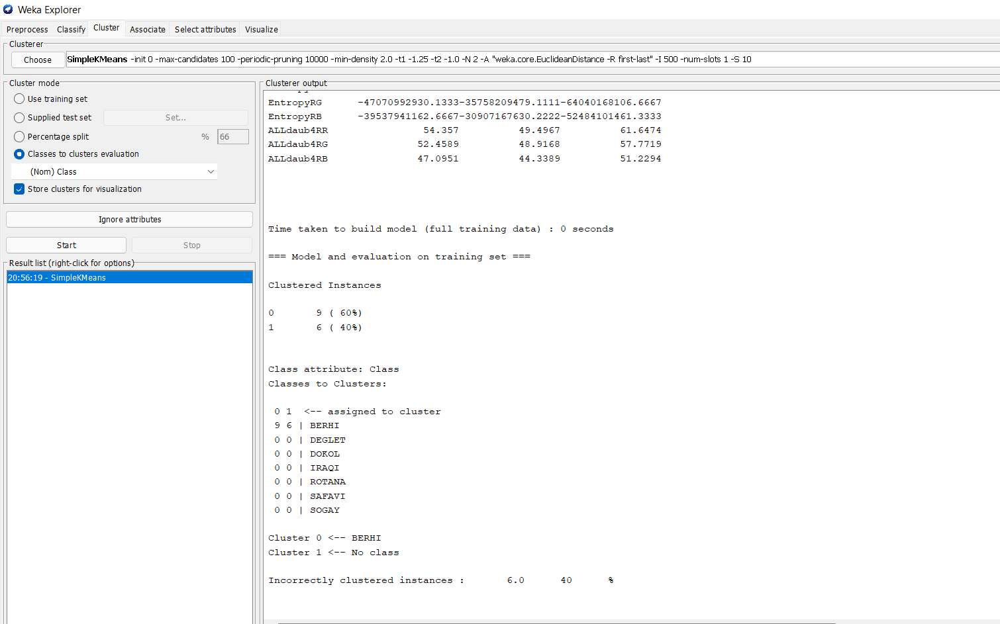 Weka Explorer
Preprocess Classify Cluster Associate Select attributes Visualize
Clusterer
Choose SimpleKMeans -init 0 -max-candidates 100 -periodic-pruning 10000 -min-density 2.0 -t1 -1.25 -t2 -1.0 -N 2 -A "weka.core.EuclideanDistance -R first-last" -I 500 -num-slots 1 -S 10
Cluster mode
Use training set
Supplied test set Set...
Percentage split % 66
Classes to clusters evaluation
(Nom) Class
Store clusters for visualization
Ignore attributes
Start Stop
Result list (right-click for options)
20:56:19 - SimpleKMeans
Clusterer output
EntropyRG -47070992930.1333-35758209479.1111-64040168106.6667
EntropyRB -39537941162.6667-30907167630.2222-52484101461.3333
ALLdaub4RR 54.357 49.4967 61.6474
ALLdaub4RG 52.4589 48.9168 57.7719
ALLdaub4RB 47.0951 44.3389 51.2294
Time taken to build model (full training data) : 0 seconds
=== Model and evaluation on training set ===
Clustered Instances
0 9 ( 60%)
1 6 ( 40%)
Class attribute: Class
Classes to Clusters:
0 1 <-- assigned to cluster
9 6 | BERHI
0 0 | DEGLET
0 0 | DOKOL
0 0 | IRAQI
0 0 | ROTANA
0 0 | SAFAVI
0 0 | SOGAY
Cluster 0 <-- BERHI
Cluster 1 <-- No class
Incorrectly clustered instances : 6.0 40 %